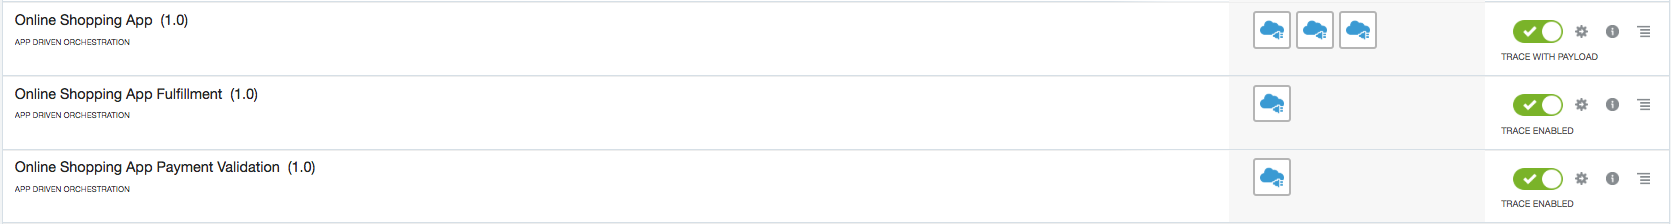 Online Shopping App (1.0)
APP DRIVEN ORCHESTRATION
TRACE WITH PAYLOAD
Online Shopping App Fulfillment (1.0)
APP DRIVEN ORCHESTRATION
TRACE ENABLED
Online Shopping App Payment Validation (1.0)
APP DRIVEN ORCHESTRATION
TRACE ENABLED